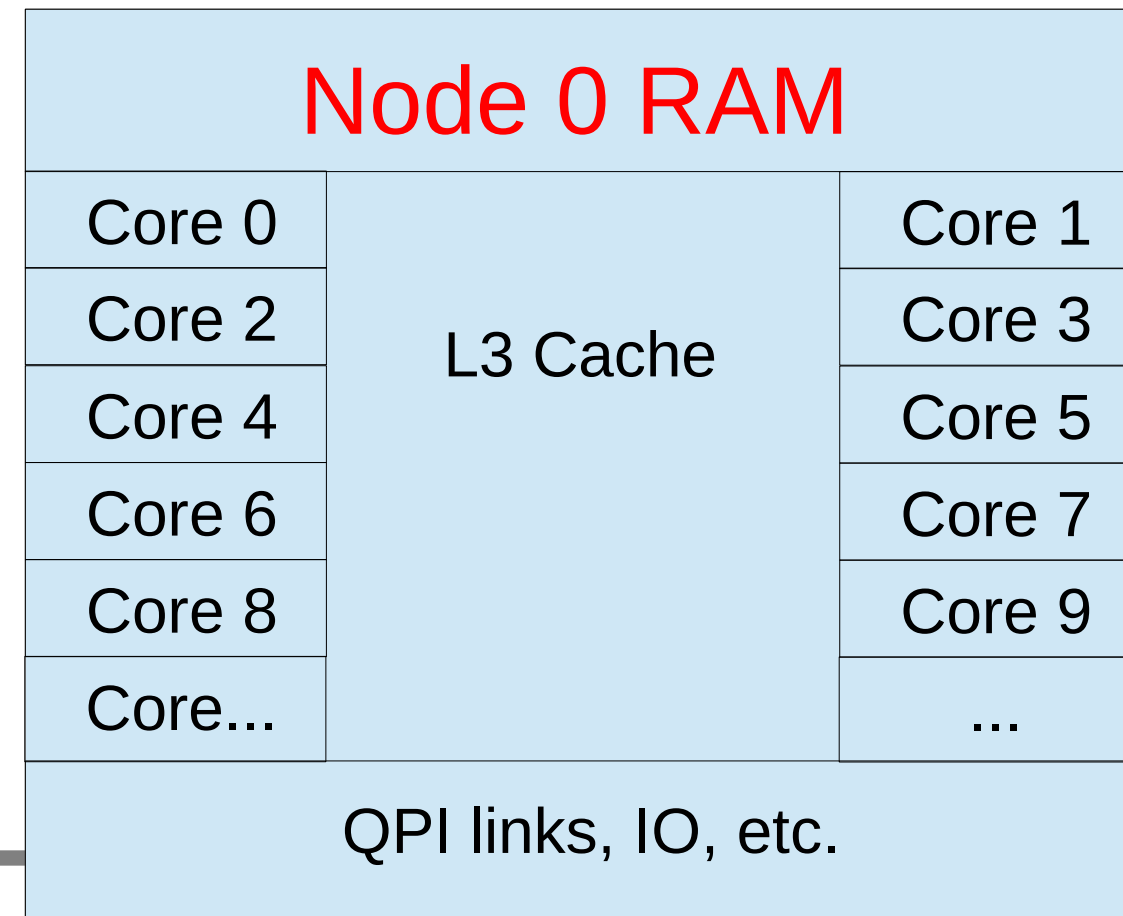 Node 0 RAM
Core 0
Core 1
Core 2
Core 3
L3 Cache
Core 4
Core 5
Core 6
Core 7
Core 8
Core 9
Core...
...
QPI links, IO, etc.